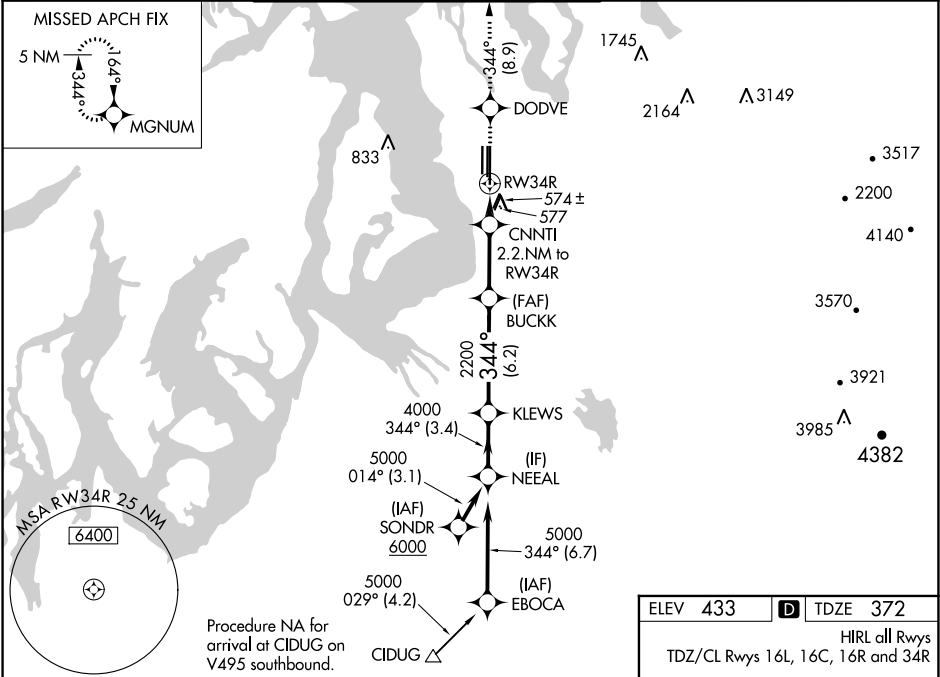 MISSED APCH FIX
5 NM
344°
164°
MGNUM
344°
(8.9)
DODVE
1745
2164
3149
833
3517
2200
4140
RW34R
574 ±
577
CNNTI
2.2.NM to
RW34R
(FAF)
BUCKK
3570
2200
344°
(6.2)
3921
3985
4382
KLEWS
4000
344° (3.4)
(IF)
NEEAL
5000
014° (3.1)
(IAF)
SONDR
6000
5000
344° (6.7)
(IAF)
EBOCA
5000
029° (4.2)
CIDUG
MSA RW34R 25 NM
6400
Procedure NA for
arrival at CIDUG on
V495 southbound.
ELEV 433 D TDZE 372
HIRL all Rwys
TDZ/CL Rwys 16L, 16C, 16R and 34R